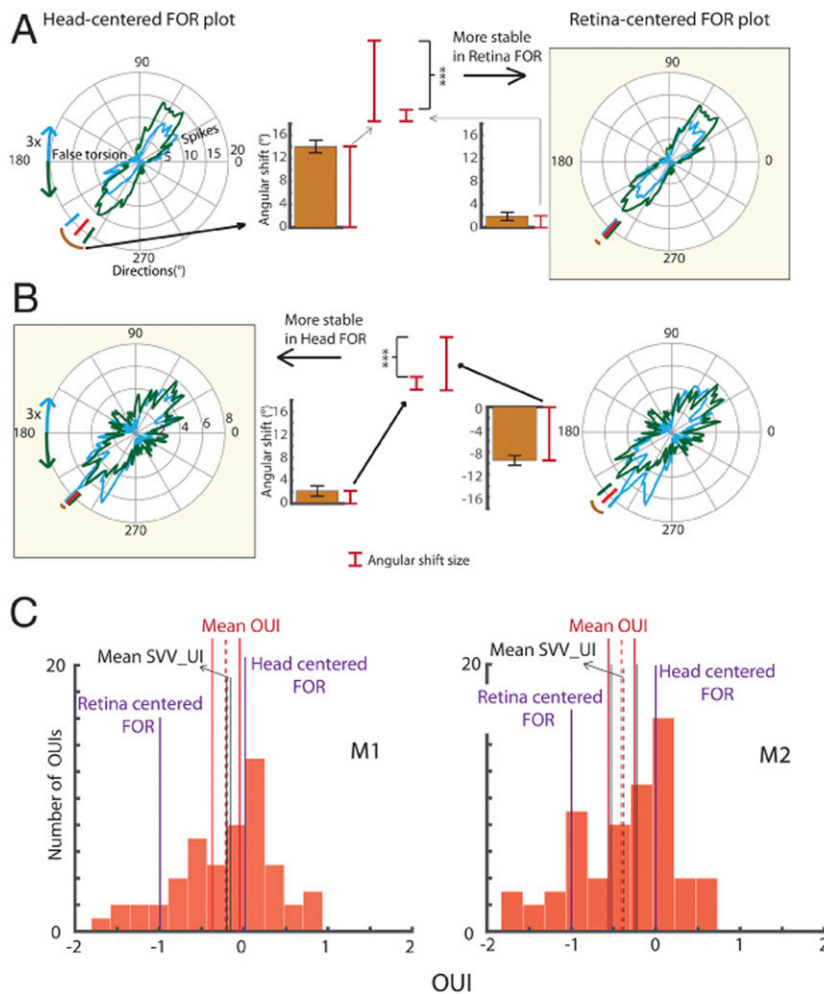 A
Head-centered FOR plot
Retina-centered FOR plot
More stable
in Retina FOR
***
90
3x
180
False torsion
Spikes
5
10
15
20
0
270
Directions(°)
Angular shift (°)
16
12
8
4
0
16
12
8
4
0
90
180
0
270
B
More stable
in Head FOR
***
90
3x
180
4
6
8
0
270
Angular shift (°)
16
12
8
4
0
0
-4
-8
-12
-16
90
180
0
270
Angular shift size
C
Mean OUI
Mean SVV_UI
Head centered
FOR
Retina centered
FOR
M1
Number of OUIs
20
0
-2
-1
0
1
2
Mean OUI
Mean SVV_UI
Head centered
FOR
Retina centered
FOR
M2
20
0
-2
-1
0
1
2
OUI